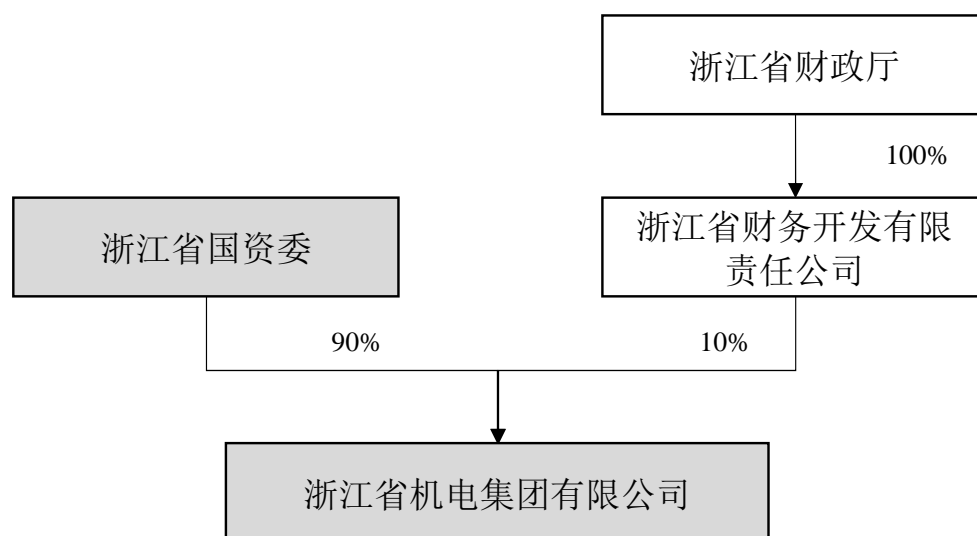 浙江省财政厅
100%
浙江省国资委
浙江省财务开发有限
责任公司
90%
10%
浙江省机电集团有限公司